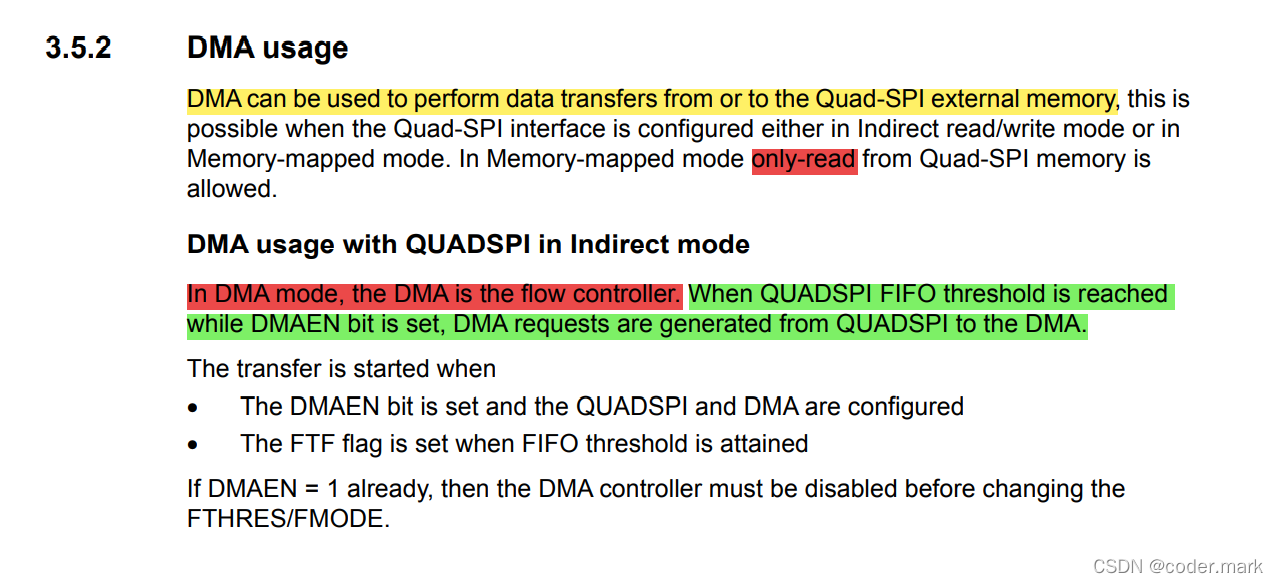 3.5.2 DMA usage
DMA can be used to perform data transfers from or to the Quad-SPI external memory, this is
possible when the Quad-SPI interface is configured either in Indirect read/write mode or in
Memory-mapped mode. In Memory-mapped mode only-read from Quad-SPI memory is
allowed.
DMA usage with QUADSPI in Indirect mode
In DMA mode, the DMA is the flow controller. When QUADSPI FIFO threshold is reached
while DMAEN bit is set, DMA requests are generated from QUADSPI to the DMA.
The transfer is started when
• The DMAEN bit is set and the QUADSPI and DMA are configured
• The FTF flag is set when FIFO threshold is attained
If DMAEN = 1 already, then the DMA controller must be disabled before changing the
FTHRES/FMODE.
CSDN @coder.mark